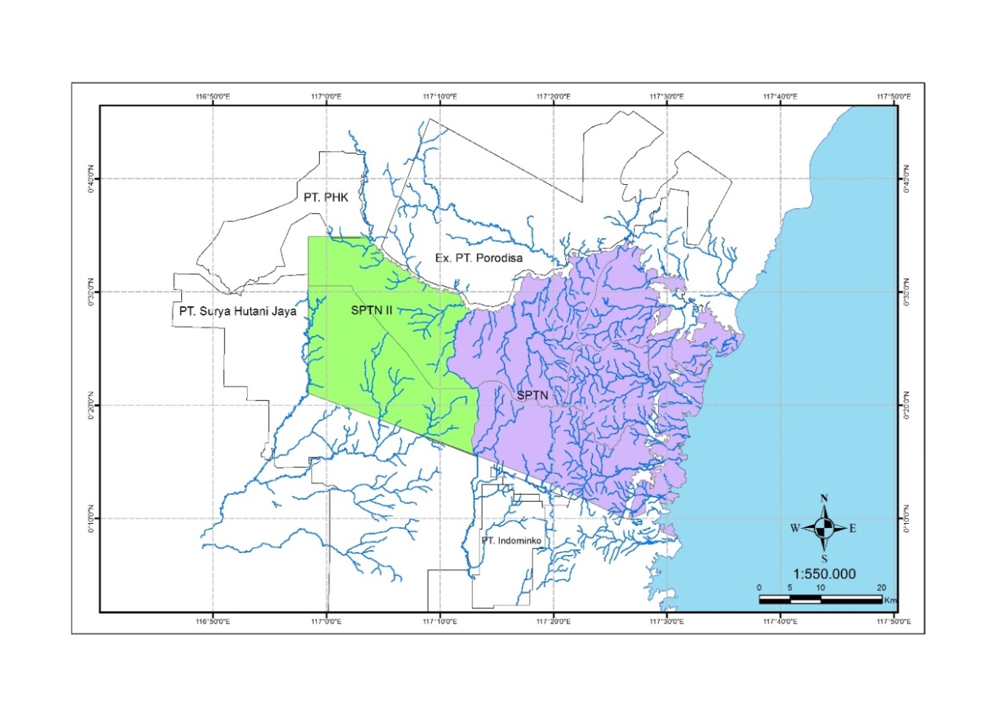 116°50'0"E 117°0'0"E 117°10'0"E 117°20'0"E 117°30'0"E 117°40'0"E 117°50'0"E
0°40'0"N 0°40'0"N
PT. PHK
Ex. PT. Porodisa
0°30'0"N 0°30'0"N
PT. Surya Hutani Jaya
SPTN II
SPTN
0°20'0"N 0°20'0"N
N
0°10'0"N 0°10'0"N
W E
PT. Indominko
S
1:550.000
0 5 10 20
Km
116°50'0"E 117°0'0"E 117°10'0"E 117°20'0"E 117°30'0"E 117°40'0"E 117°50'0"E